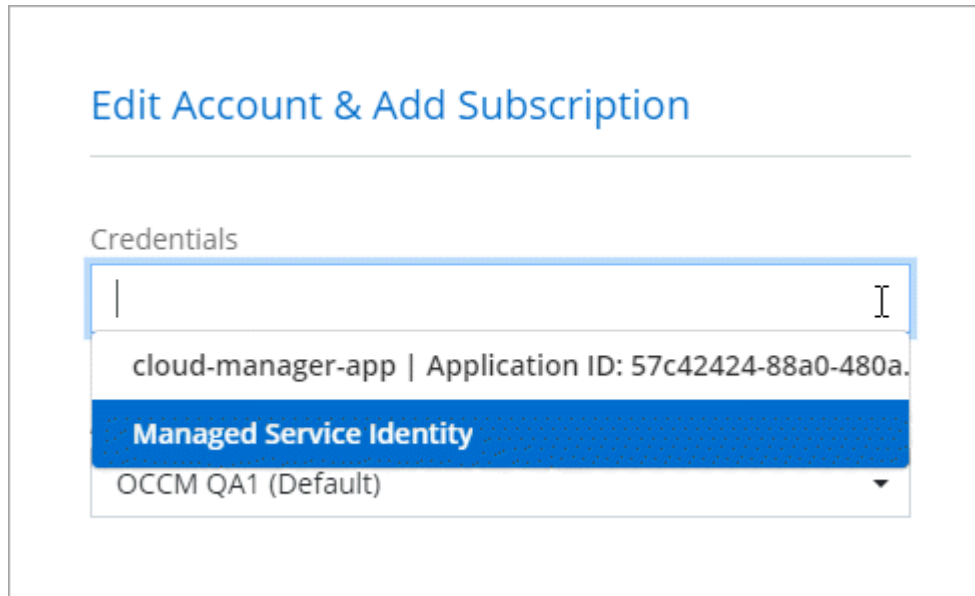 Edit Account & Add Subscription
Credentials
cloud-manager-app | Application ID: 57c42424-88a0-480a.
Managed Service Identity
OCCM QA1 (Default)